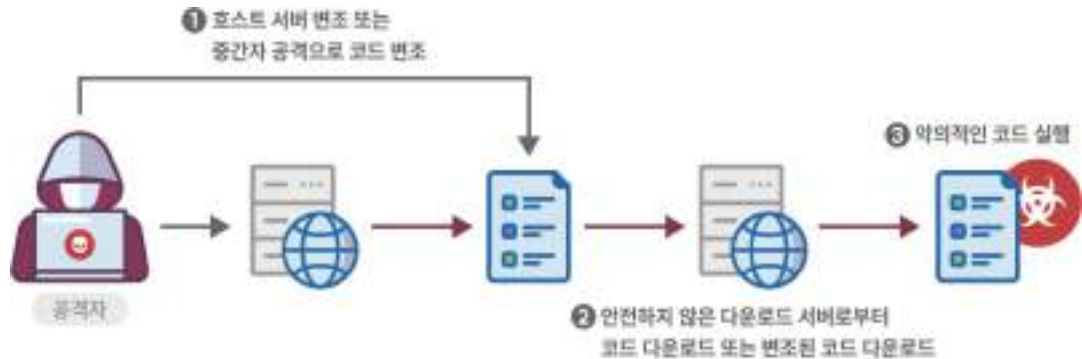 ❶ 호스트 서버 변조 또는
중간자 공격으로 코드 변조
❸ 악의적인 코드 실행
공격자
❷ 안전하지 않은 다운로드 서버로부터
코드 다운로드 또는 변조된 코드 다운로드